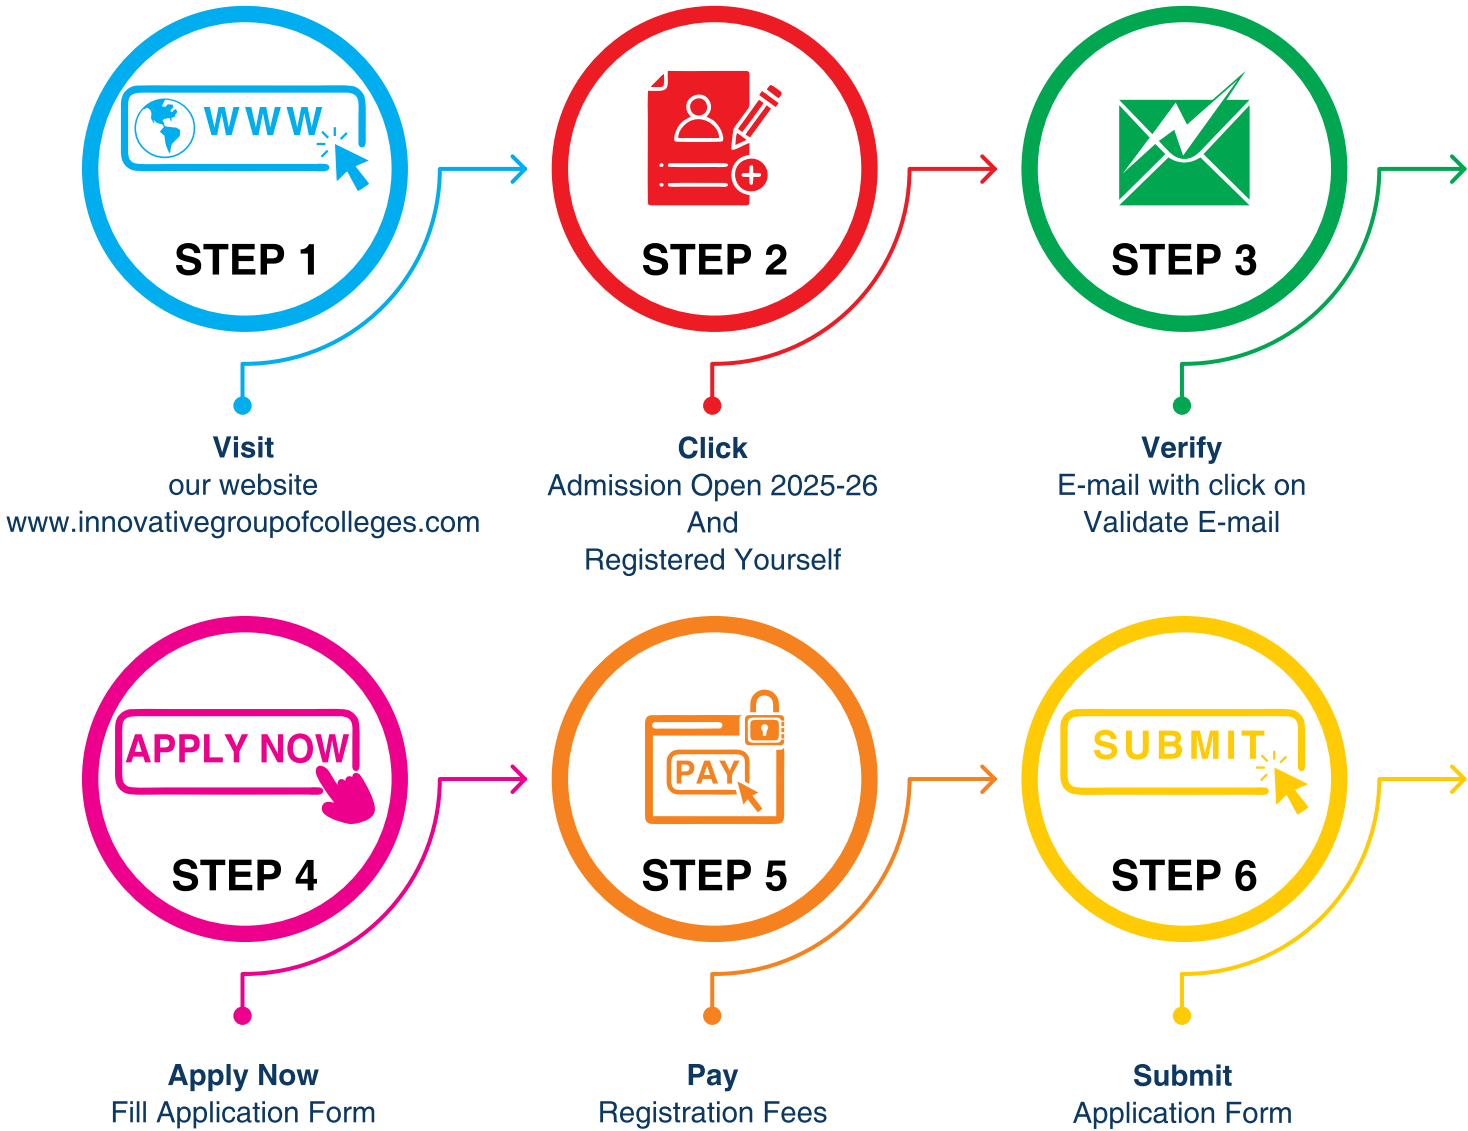 WWW
STEP 1
Visit
our website
www.innovativegroupofcolleges.com
STEP 2
Click
Admission Open 2025-26
And
Registered Yourself
STEP 3
Verify
E-mail with click on
Validate E-mail
APPLY NOW
STEP 4
Apply Now
Fill Application Form
PAY
STEP 5
Pay
Registration Fees
SUBMIT
STEP 6
Submit
Application Form